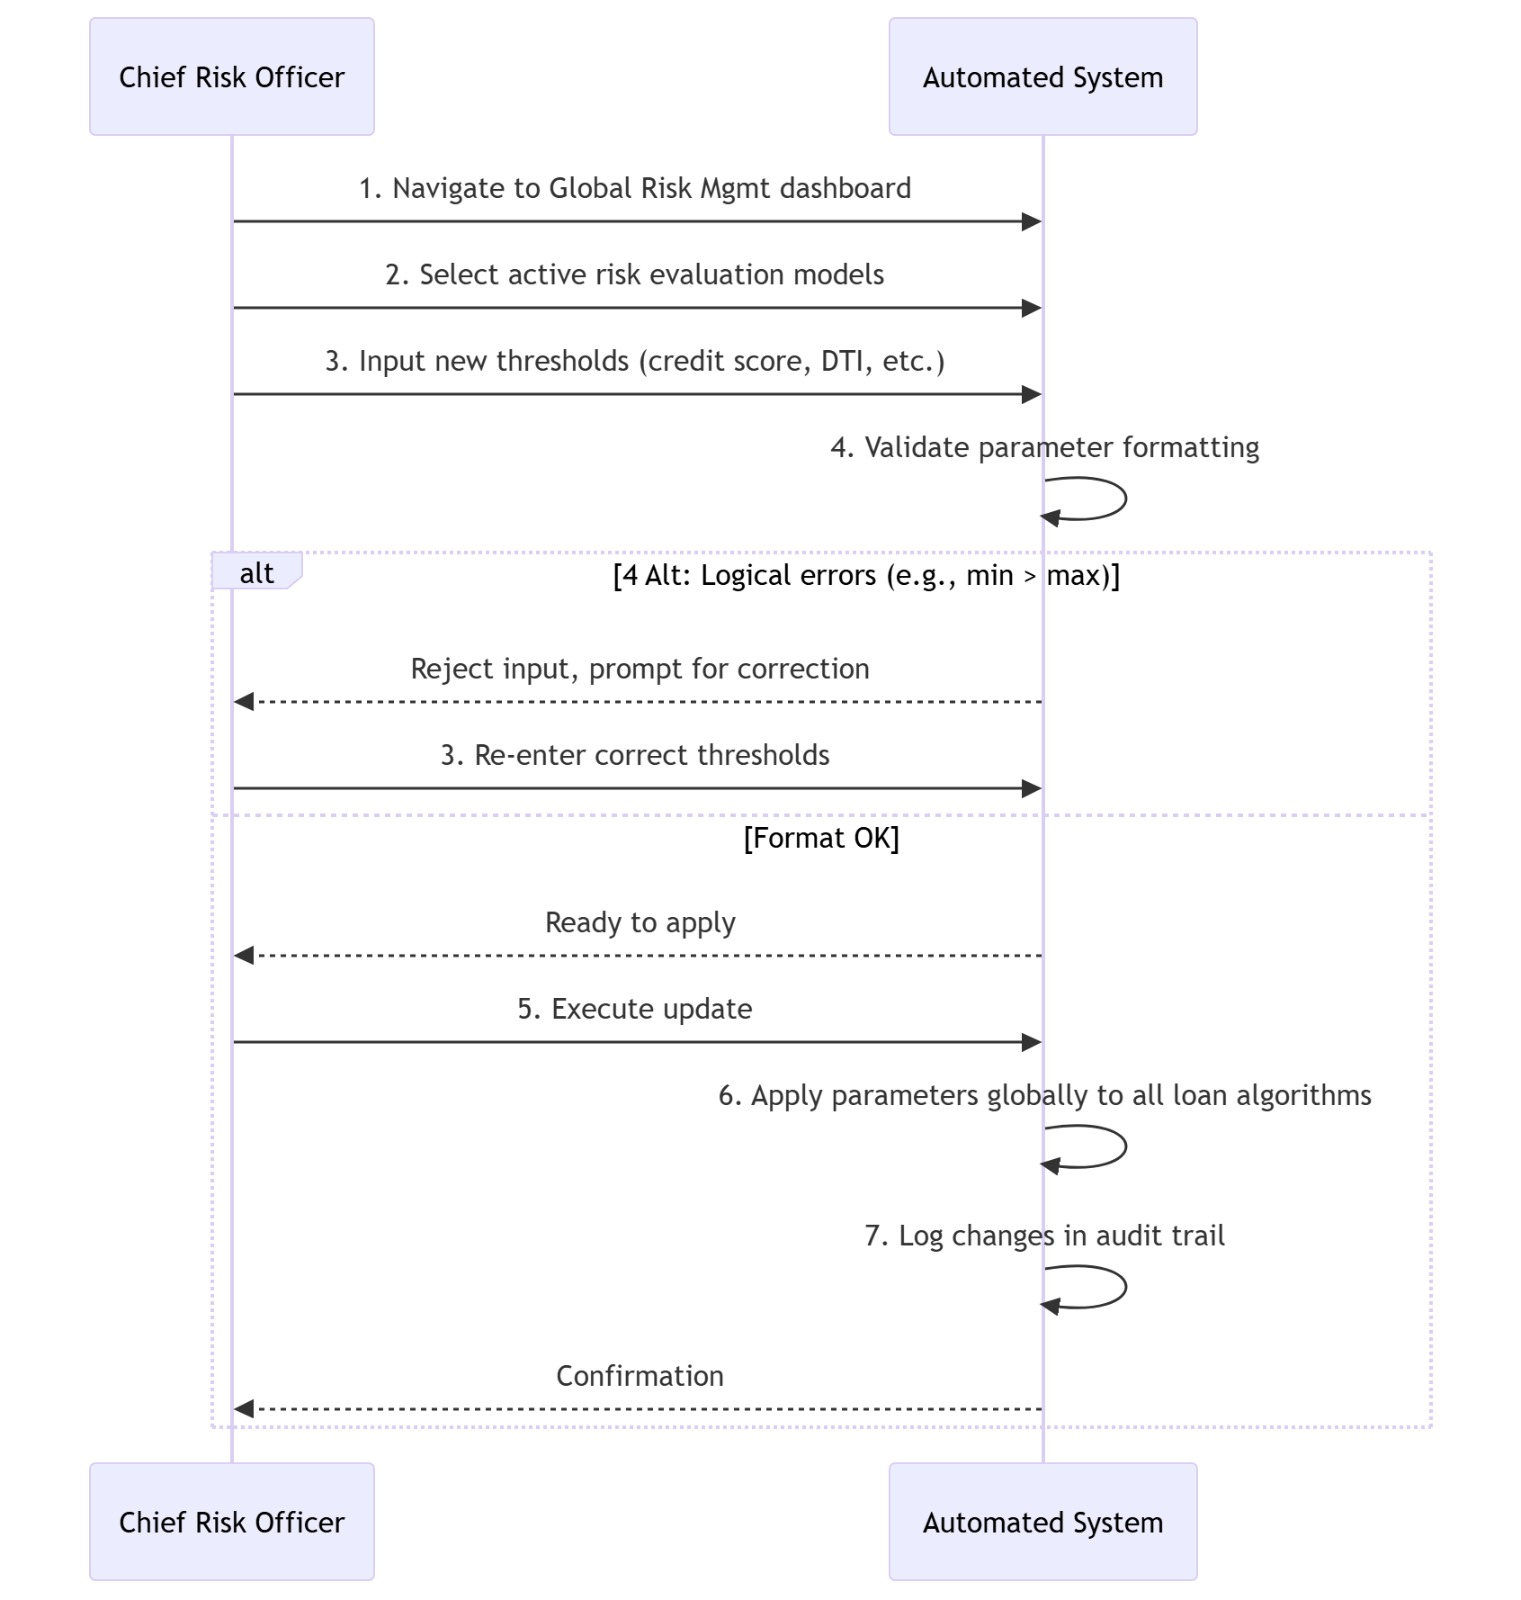 Chief Risk Officer
Automated System
1. Navigate to Global Risk Mgmt dashboard
2. Select active risk evaluation models
3. Input new thresholds (credit score, DTI, etc.)
4. Validate parameter formatting
alt
[4 Alt: Logical errors (e.g., min > max)]
Reject input, prompt for correction
3. Re-enter correct thresholds
[Format OK]
Ready to apply
5. Execute update
6. Apply parameters globally to all loan algorithms
7. Log changes in audit trail
Confirmation
Chief Risk Officer
Automated System